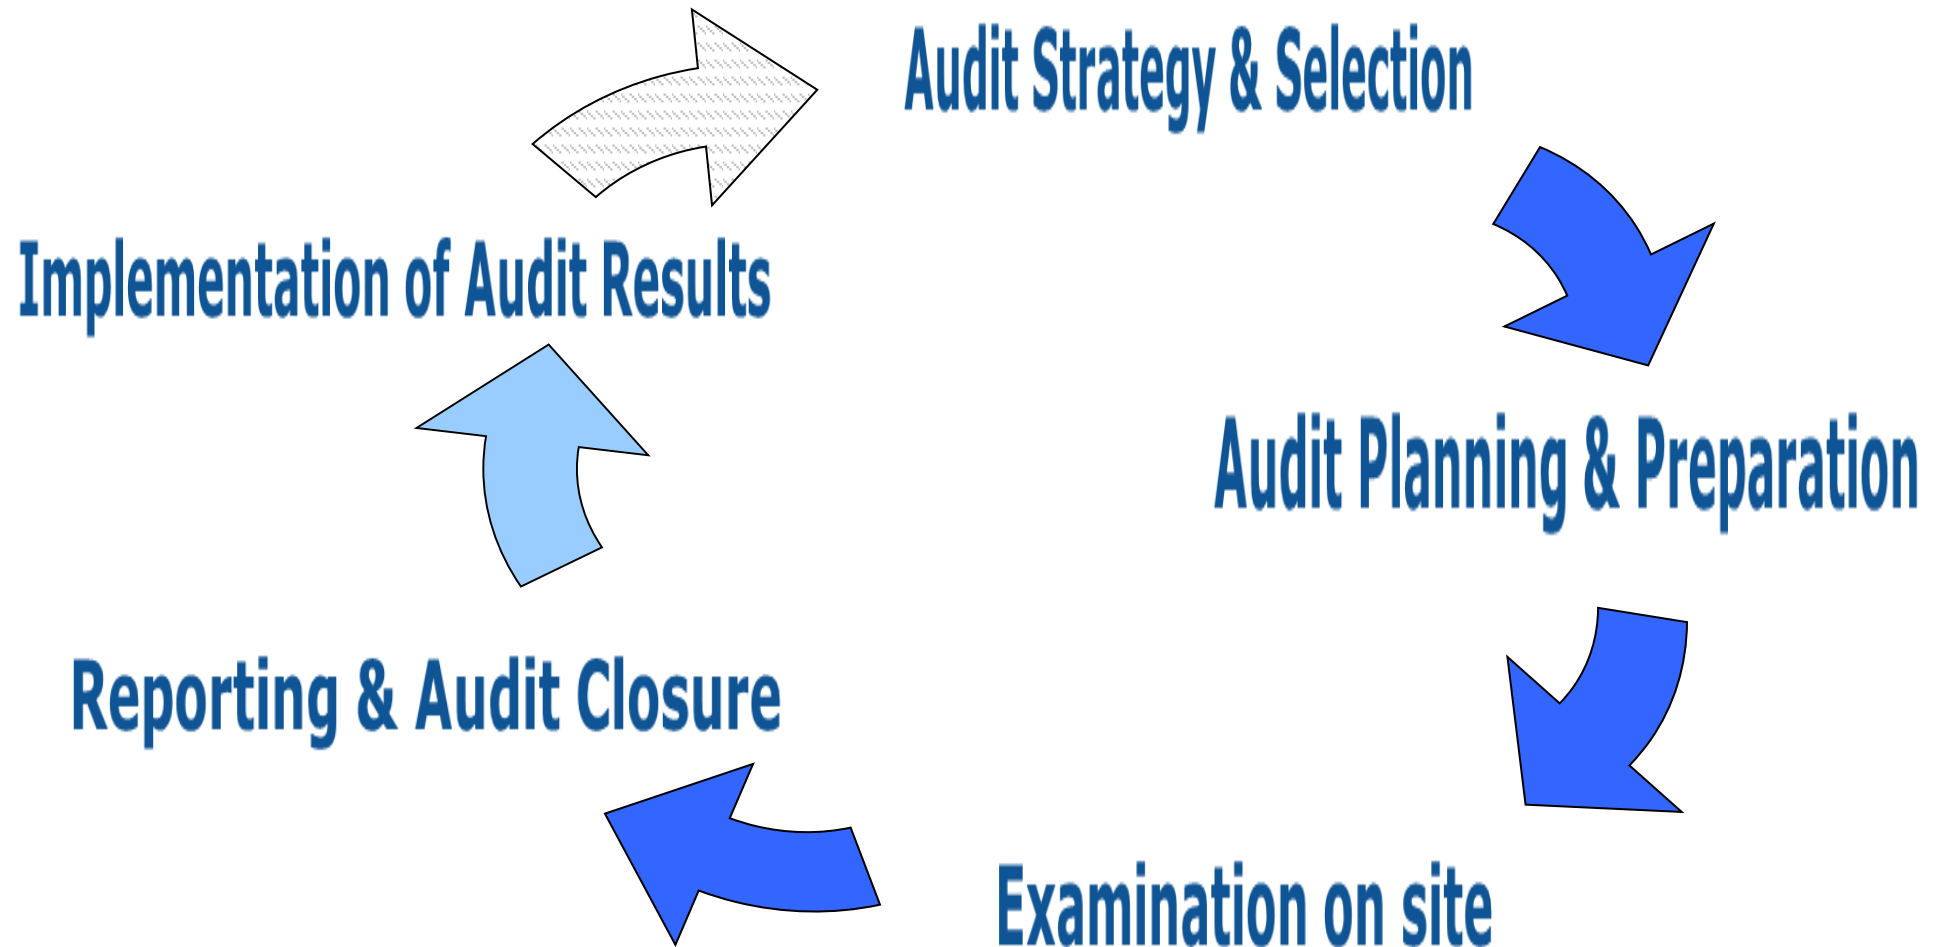 Audit Strategy & Selection
Implementation of Audit Results
Audit Planning & Preparation
Reporting & Audit Closure
Examination on site